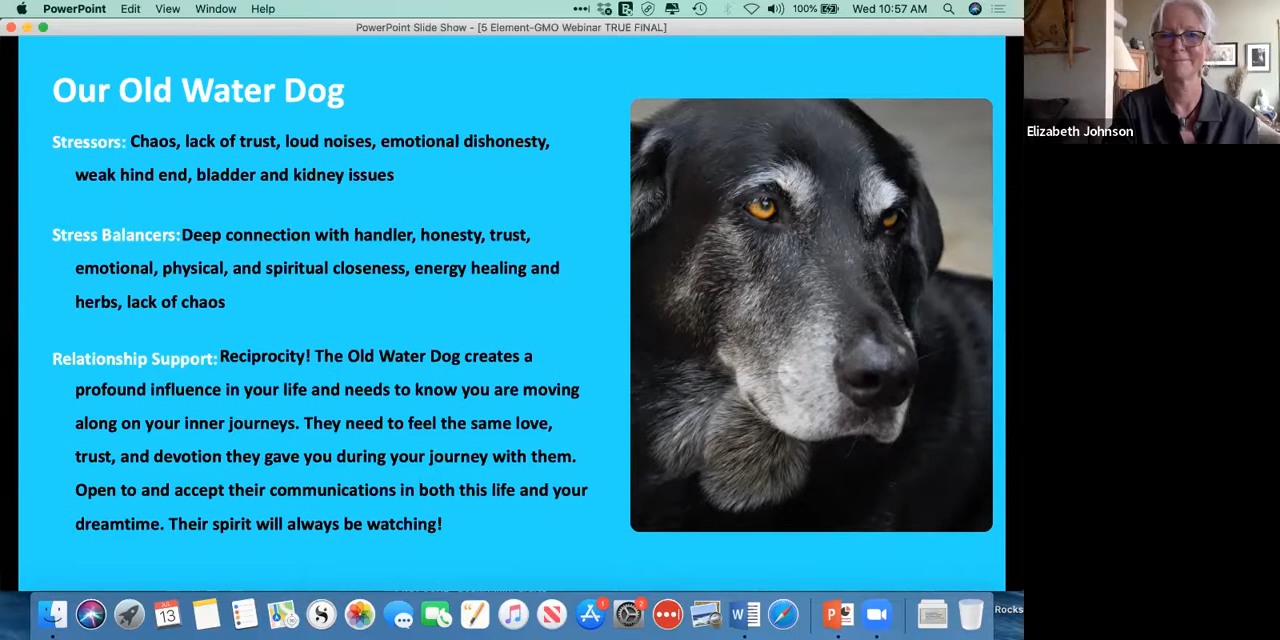 PowerPoint Edit View Window Help 100% Wed 10:57 AM
PowerPoint Slide Show - [5 Element-GMO Webinar TRUE FINAL]
Our Old Water Dog
Stressors: Chaos, lack of trust, loud noises, emotional dishonesty,
weak hind end, bladder and kidney issues
Stress Balancers:Deep connection with handler, honesty, trust,
emotional, physical, and spiritual closeness, energy healing and
herbs, lack of chaos
Relationship Support:Reciprocity! The Old Water Dog creates a
profound influence in your life and needs to know you are moving
along on your inner journeys. They need to feel the same love,
trust, and devotion they gave you during your journey with them.
Open to and accept their communications in both this life and your
dreamtime. Their spirit will always be watching!
Elizabeth Johnson
JUL
13
1
2
Rocks